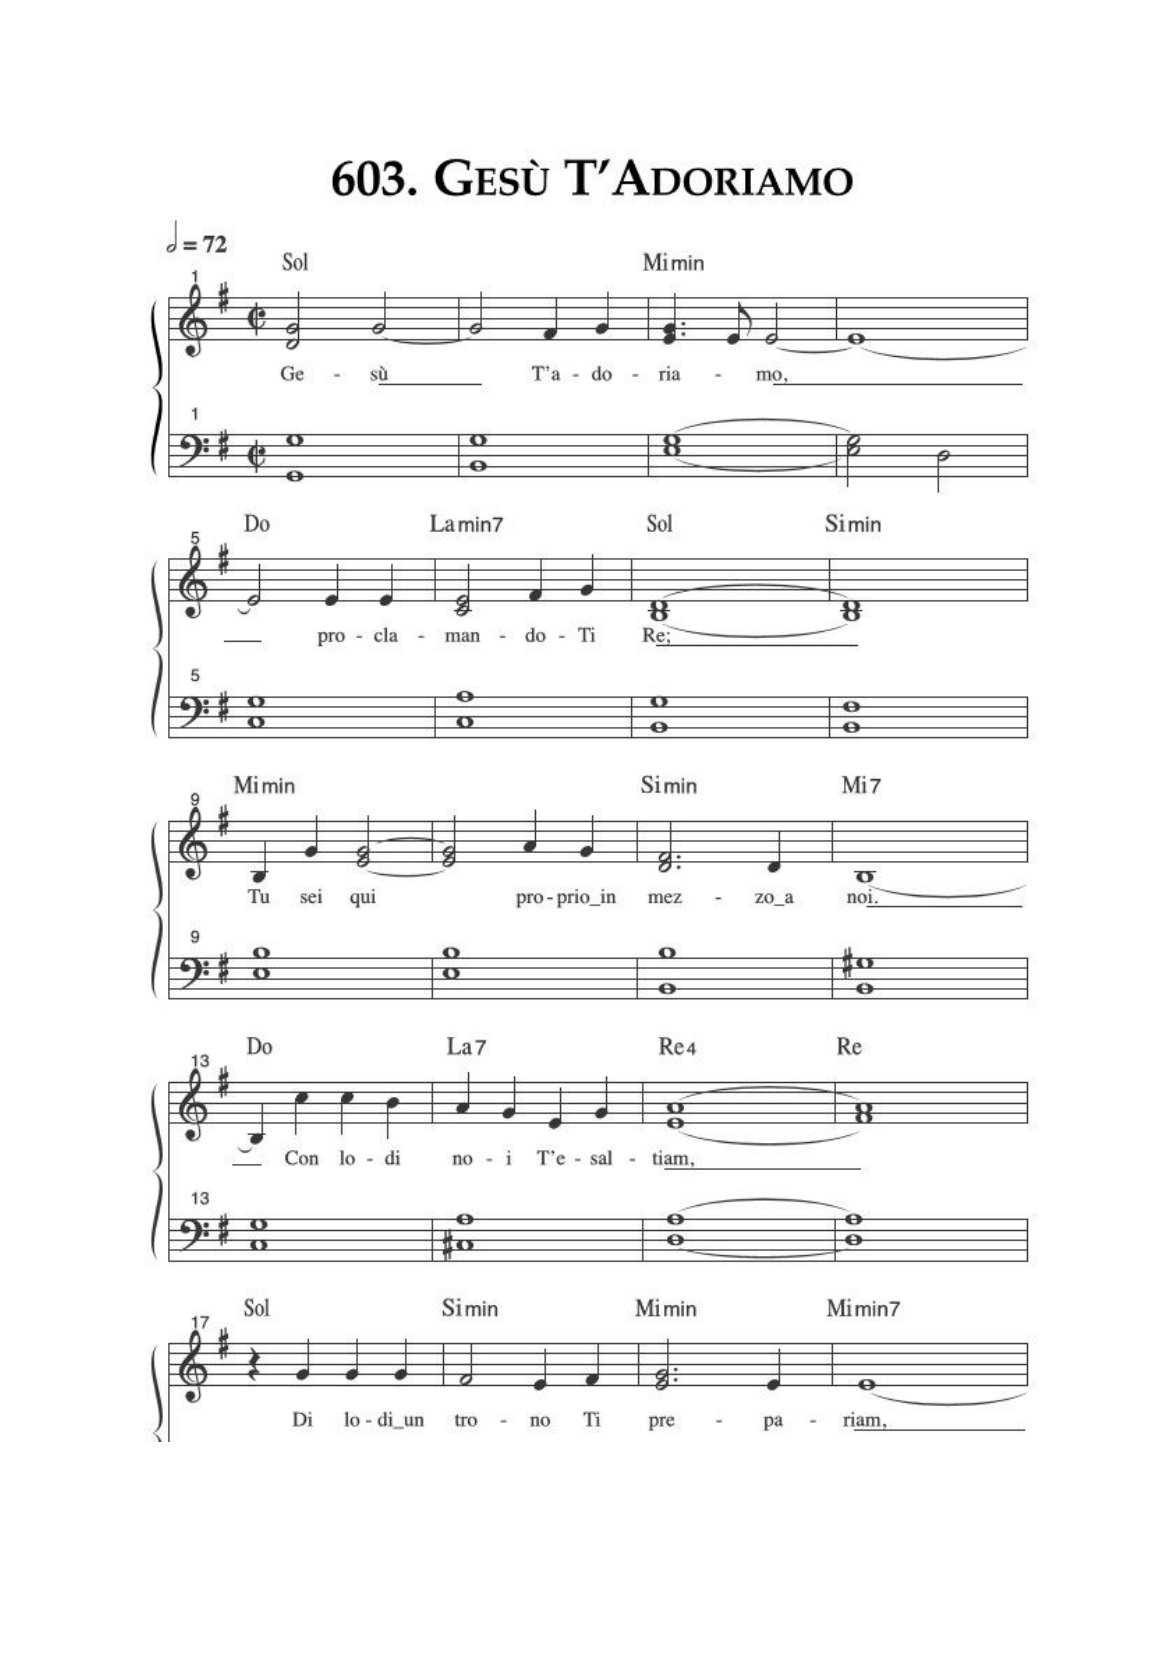 603. GESÙ T'ADORIAMO
= 72
Sol Mimin
1
Ge - sù T'a - do - ria - mo,
1
Do Lamin7 Sol Simin
5
pro - cla - man - do - Ti Re;
5
Mimin Simin Mi7
9
Tu sei qui pro - prio_in mez - zo_a noi.
9
Do La7 Re4 Re
13
Con lo - di no - i T'e - sal - tiam,
13
Sol Simin Mimin Mimin7
17
Di lo - di_un tro - no Ti pre - pa - riam,